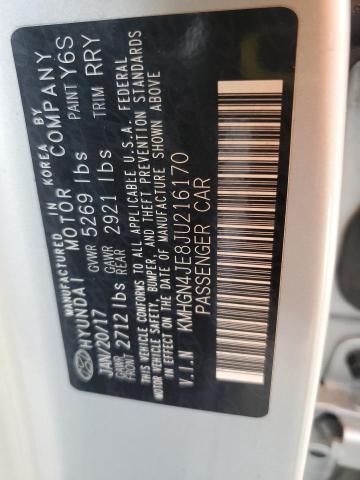 MANUFACTURED IN KOREA BY
HYUNDAI MOTOR COMPANY
JAN/20/17 GVWR 5269 lbs PAINT Y6S
GAWR FRONT 2712 lbs GAWR REAR 2921 lbs TRIM RRY
THIS VEHICLE CONFORMS TO ALL APPLICABLE U.S.A. FEDERAL
MOTOR VEHICLE SAFETY, BUMPER, AND THEFT PREVENTION STANDARDS
IN EFFECT ON THE DATE OF MANUFACTURE SHOWN ABOVE
V.I.N KMHGN4JE8JU216170
PASSENGER CAR